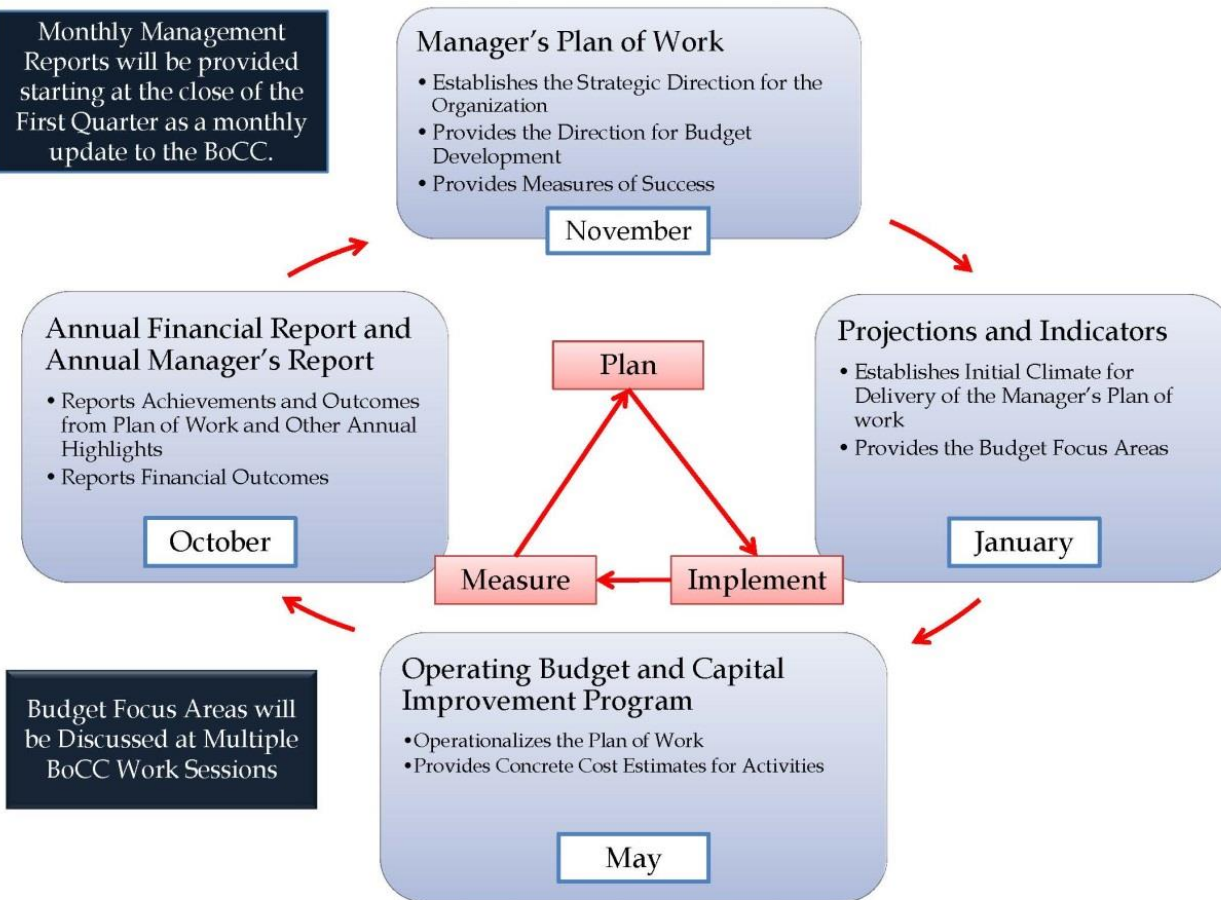 Monthly Management
Reports will be provided
starting at the close of the
First Quarter as a monthly
update to the BoCC.
Manager's Plan of Work
• Establishes the Strategic Direction for the
Organization
• Provides the Direction for Budget
Development
• Provides Measures of Success
November
Annual Financial Report and
Annual Manager's Report
• Reports Achievements and Outcomes
from Plan of Work and Other Annual
Highlights
• Reports Financial Outcomes
October
Plan
Measure
Implement
Projections and Indicators
• Establishes Initial Climate for
Delivery of the Manager's Plan of
work
• Provides the Budget Focus Areas
January
Budget Focus Areas will
be Discussed at Multiple
BoCC Work Sessions
Operating Budget and Capital
Improvement Program
•Operationalizes the Plan of Work
•Provides Concrete Cost Estimates for Activities
May